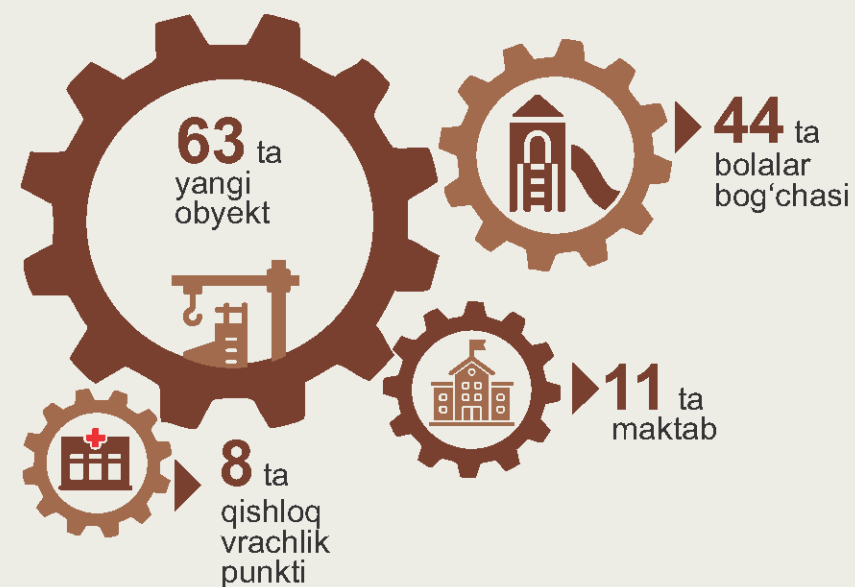 63 ta
yangi
obyekt
44 ta
bolalar
bog‘chasi
11 ta
maktab
8 ta
qishloq
vrachlik
punkti